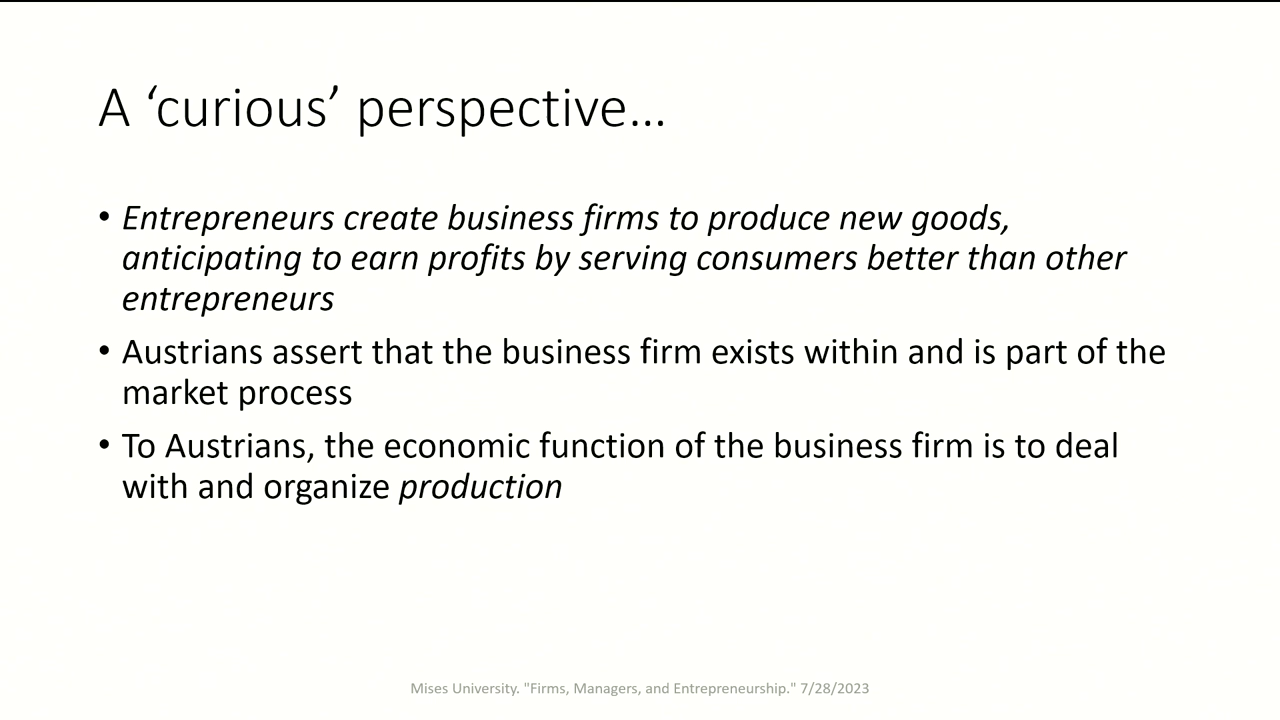 A ‘curious’ perspective…
• Entrepreneurs create business firms to produce new goods,
anticipating to earn profits by serving consumers better than other
entrepreneurs
• Austrians assert that the business firm exists within and is part of the
market process
• To Austrians, the economic function of the business firm is to deal
with and organize production
Mises University. "Firms, Managers, and Entrepreneurship." 7/28/2023